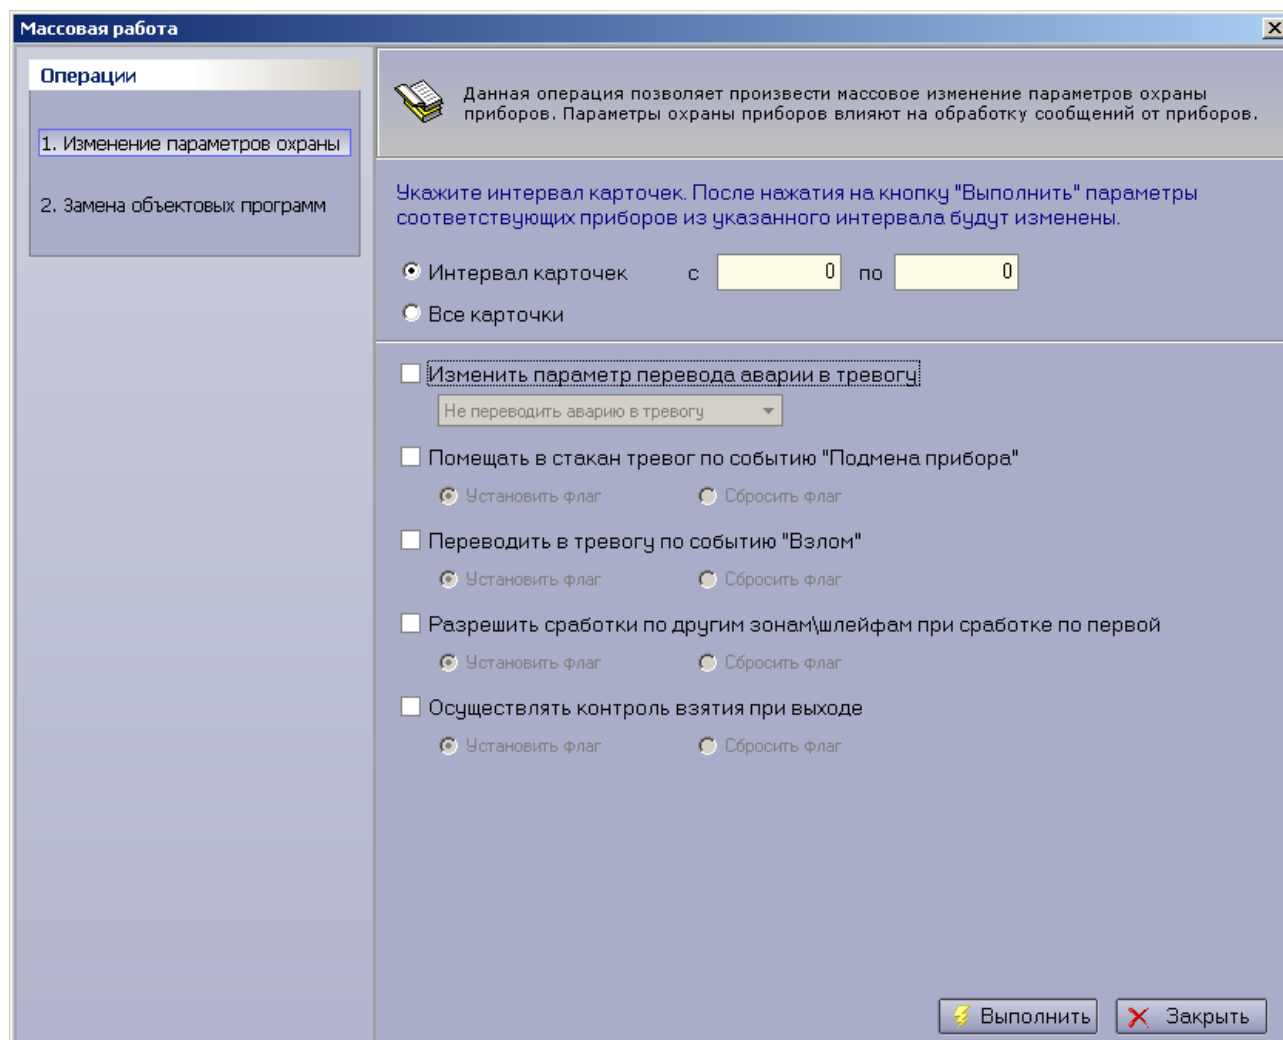 Массовая работа
Операции
1. Изменение параметров охраны
2. Замена объектовых программ
Данная операция позволяет произвести массовое изменение параметров охраны
приборов. Параметры охраны приборов влияют на обработку сообщений от приборов.
Укажите интервал карточек. После нажатия на кнопку "Выполнить" параметры
соответствующих приборов из указанного интервала будут изменены.
Интервал карточек с 0 по 0
Все карточки
Изменить параметр перевода аварии в тревогу
Не переводить аварию в тревогу
Помещать в стакан тревог по событию "Подмена прибора"
Установить флаг Сбросить флаг
Переводить в тревогу по событию "Взлом"
Установить флаг Сбросить флаг
Разрешить сработки по другим зонам\шлейфам при сработке по первой
Установить флаг Сбросить флаг
Осуществлять контроль взятия при выходе
Установить флаг Сбросить флаг
Выполнить Закрыть